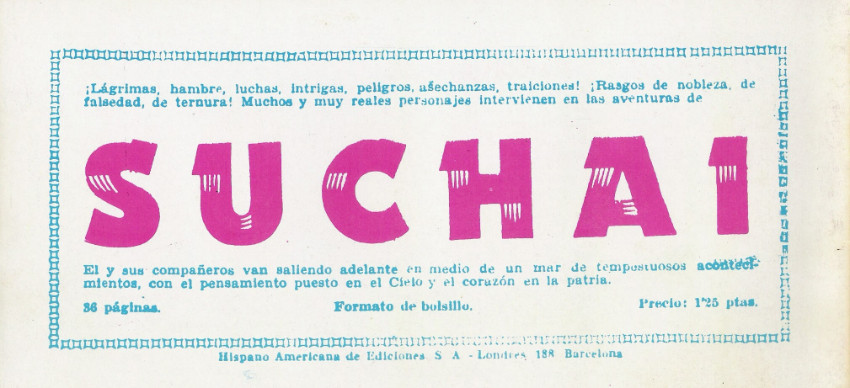 ¡Lágrimas, hambre, luchas, intrigas, peligros, asechanzas, traiciones! ¡Rasgos de nobleza, de
falsedad, de ternura! Muchos y muy reales personajes intervienen en las aventuras de
SUCHAI
El y sus compañeros van saliendo adelante en medio de un mar de tempestuosos aconteci-
mientos, con el pensamiento puesto en el Cielo y el corazón en la patria.
36 páginas. Formato de bolsillo. Precio: 1'25 ptas.
Hispano Americana de Ediciones, S. A. - Londres, 188 Barcelona